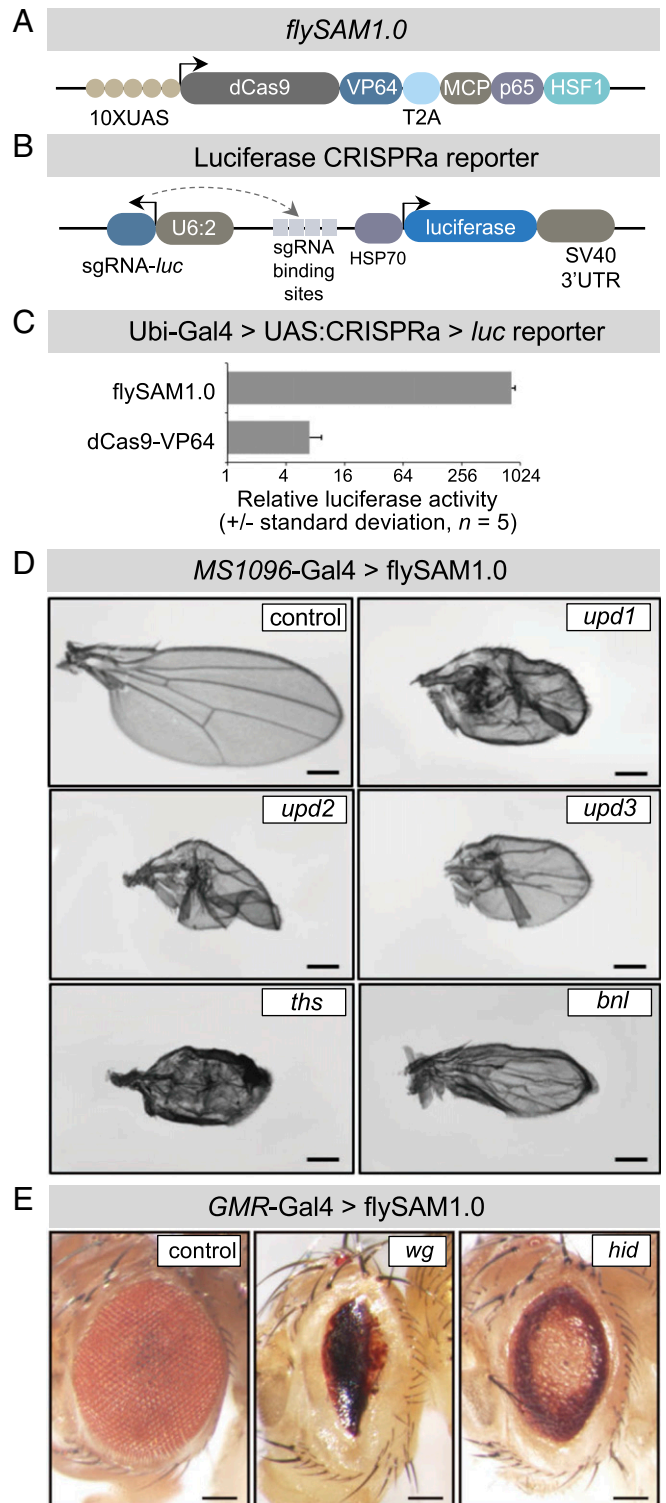 A
flySAM1.0
dCas9
VP64
MCP
p65
HSF1
10XUAS
T2A
B
Luciferase CRISPRa reporter
U6:2
luciferase
sgRNA-luc
sgRNA
binding
sites
HSP70
SV40
3'UTR
C
Ubi-Gal4 > UAS:CRISPRa > luc reporter
flySAM1.0
dCas9-VP64
1 4 16 64 256 1024
Relative luciferase activity
(+/- standard deviation, n = 5)
D
MS1096-Gal4 > flySAM1.0
control
upd1
upd2
upd3
ths
bnl
E
GMR-Gal4 > flySAM1.0
control
wg
hid